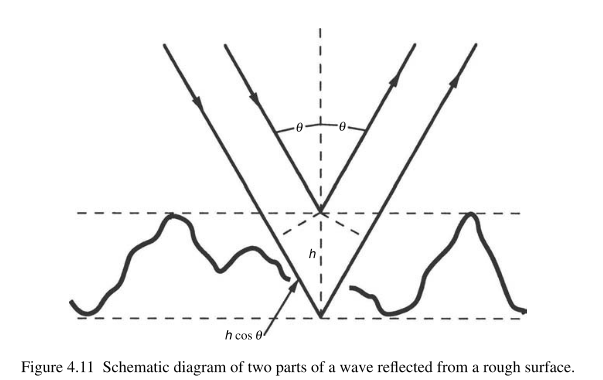 θ θ
h
h cos θ
Figure 4.11 Schematic diagram of two parts of a wave reflected from a rough surface.